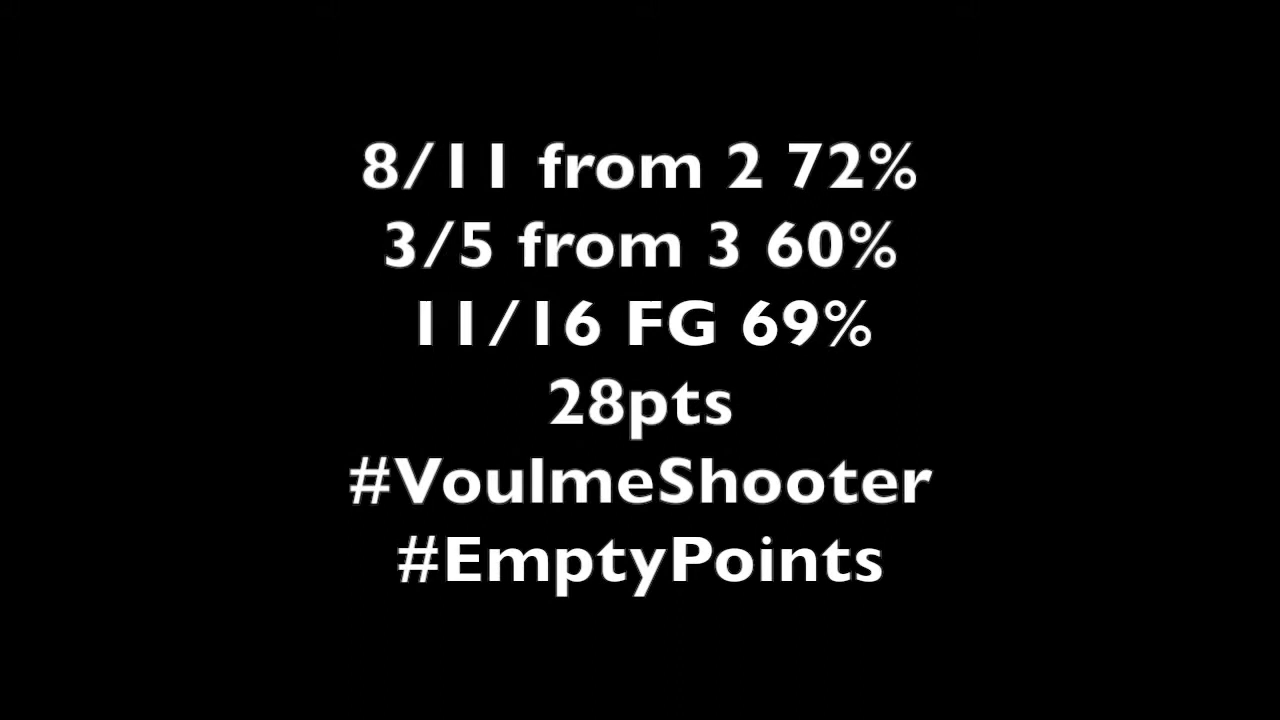 8/11 from 2 72%
3/5 from 3 60%
11/16 FG 69%
28pts
#VoulmeShooter
#EmptyPoints